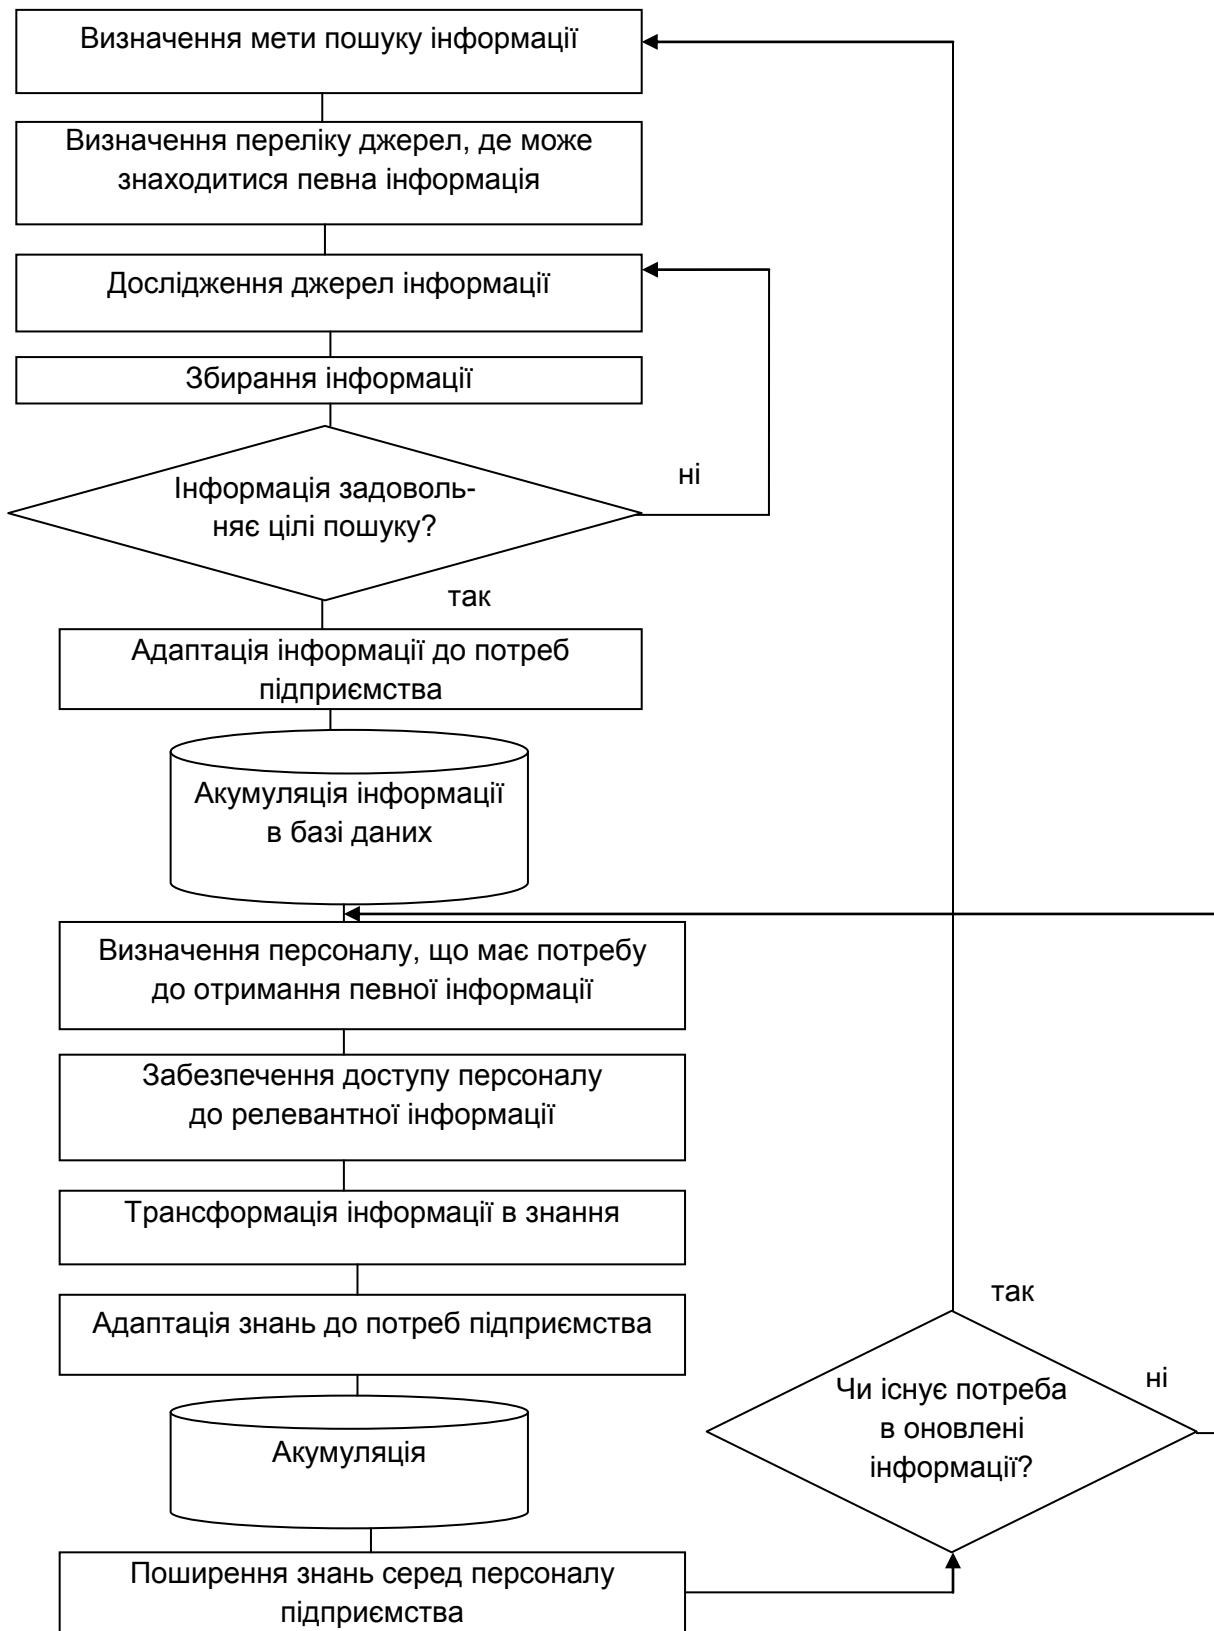 Визначення мети пошуку інформації
Визначення переліку джерел, де може
знаходитися певна інформація
Дослідження джерел інформації
Збирання інформації
Інформація задоволь-
няє цілі пошуку?
ні
так
Адаптація інформації до потреб
підприємства
Акумуляція інформації
в базі даних
Визначення персоналу, що має потребу
до отримання певної інформації
Забезпечення доступу персоналу
до релевантної інформації
Трансформація інформації в знання
Адаптація знань до потреб підприємства
Акумуляція
Поширення знань серед персоналу
підприємства
так
Чи існує потреба
в оновлені
інформації?
ні